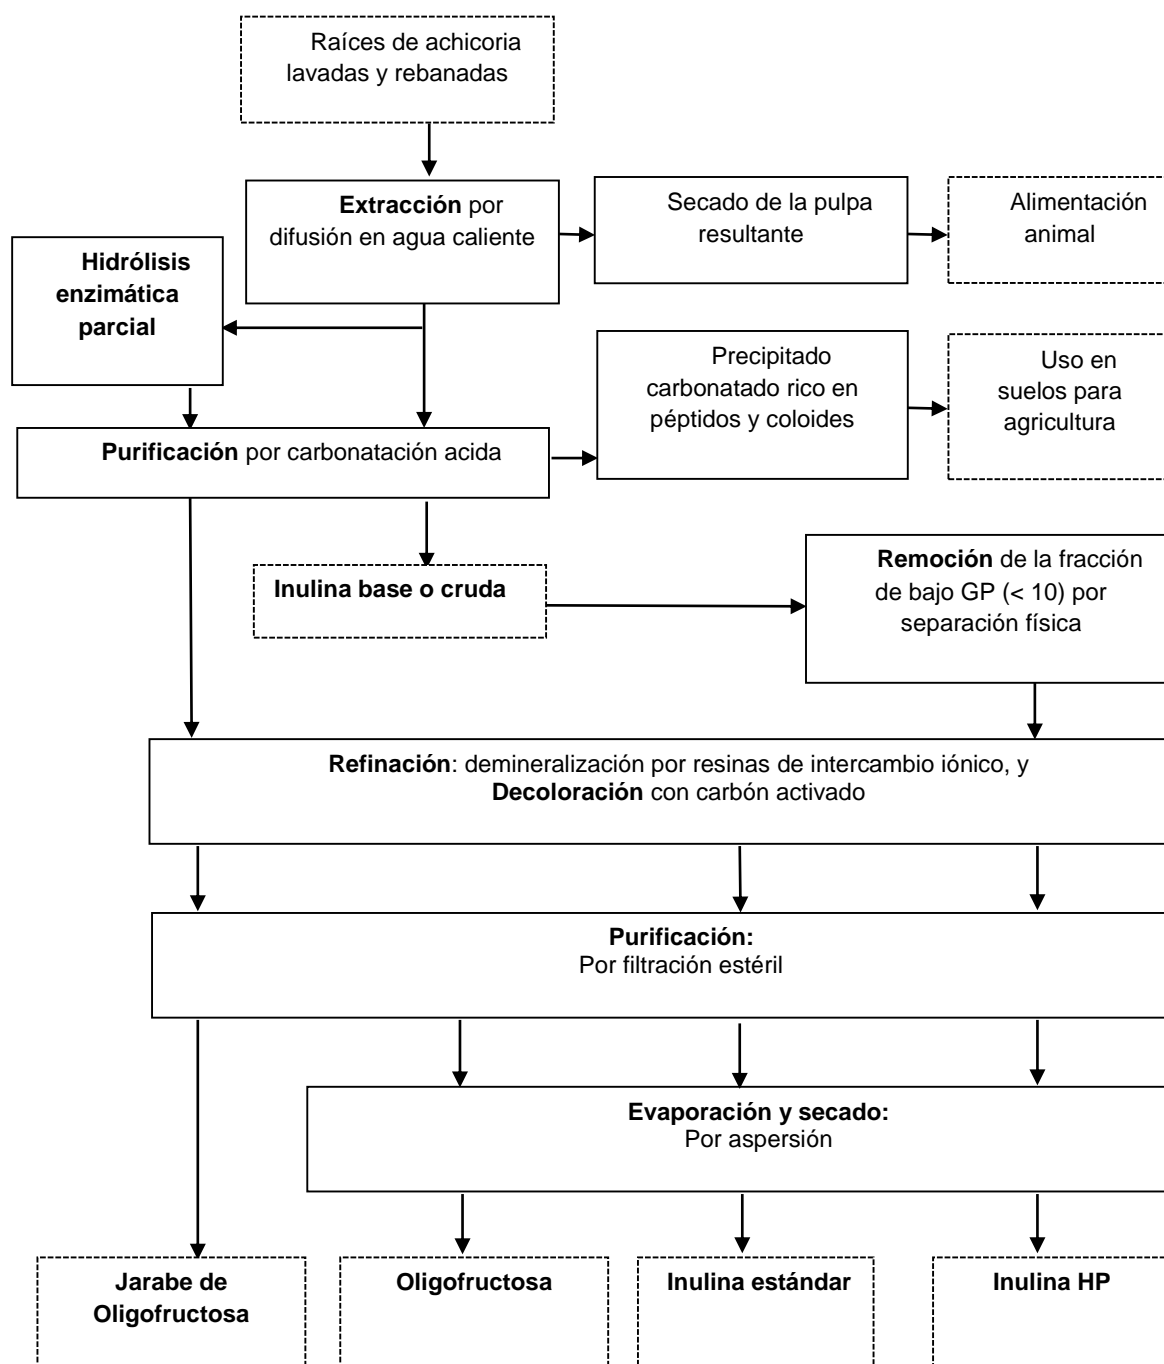 Raíces de achicoria
lavadas y rebanadas
Extracción por
difusión en agua caliente
Secado de la pulpa
resultante
Alimentación
animal
Hidrólisis
enzimática
parcial
Precipitado
carbonatado rico en
péptidos y coloides
Uso en
suelos para
agricultura
Purificación por carbonatación acida
Inulina base o cruda
Remoción de la fracción
de bajo GP (< 10) por
separación física
Refinación: demineralización por resinas de intercambio iónico, y
Decoloración con carbón activado
Purificación:
Por filtración estéril
Evaporación y secado:
Por aspersión
Jarabe de
Oligofructosa
Oligofructosa
Inulina estándar
Inulina HP